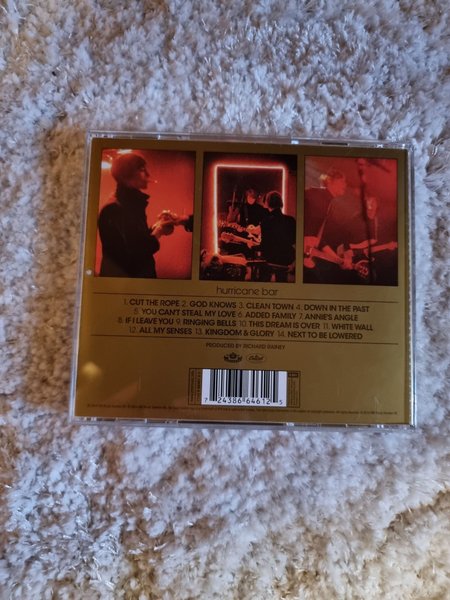 hurricane bar
1. CUT THE ROPE 2. GOD KNOWS 3. CLEAN TOWN 4. DOWN IN THE PAST
5. YOU CAN'T STEAL MY LOVE 6. ADDED FAMILY 7. ANNIE'S ANGLE
8. IF I LEAVE YOU 9. RINGING BELLS 10. THIS DREAM IS OVER 11. WHITE WALL
12. ALL MY SENSES 13. KINGDOM & GLORY 14. NEXT TO BE LOWERED
PRODUCED BY RICHARD RAINEY
Capitol
7 24386 64612 5